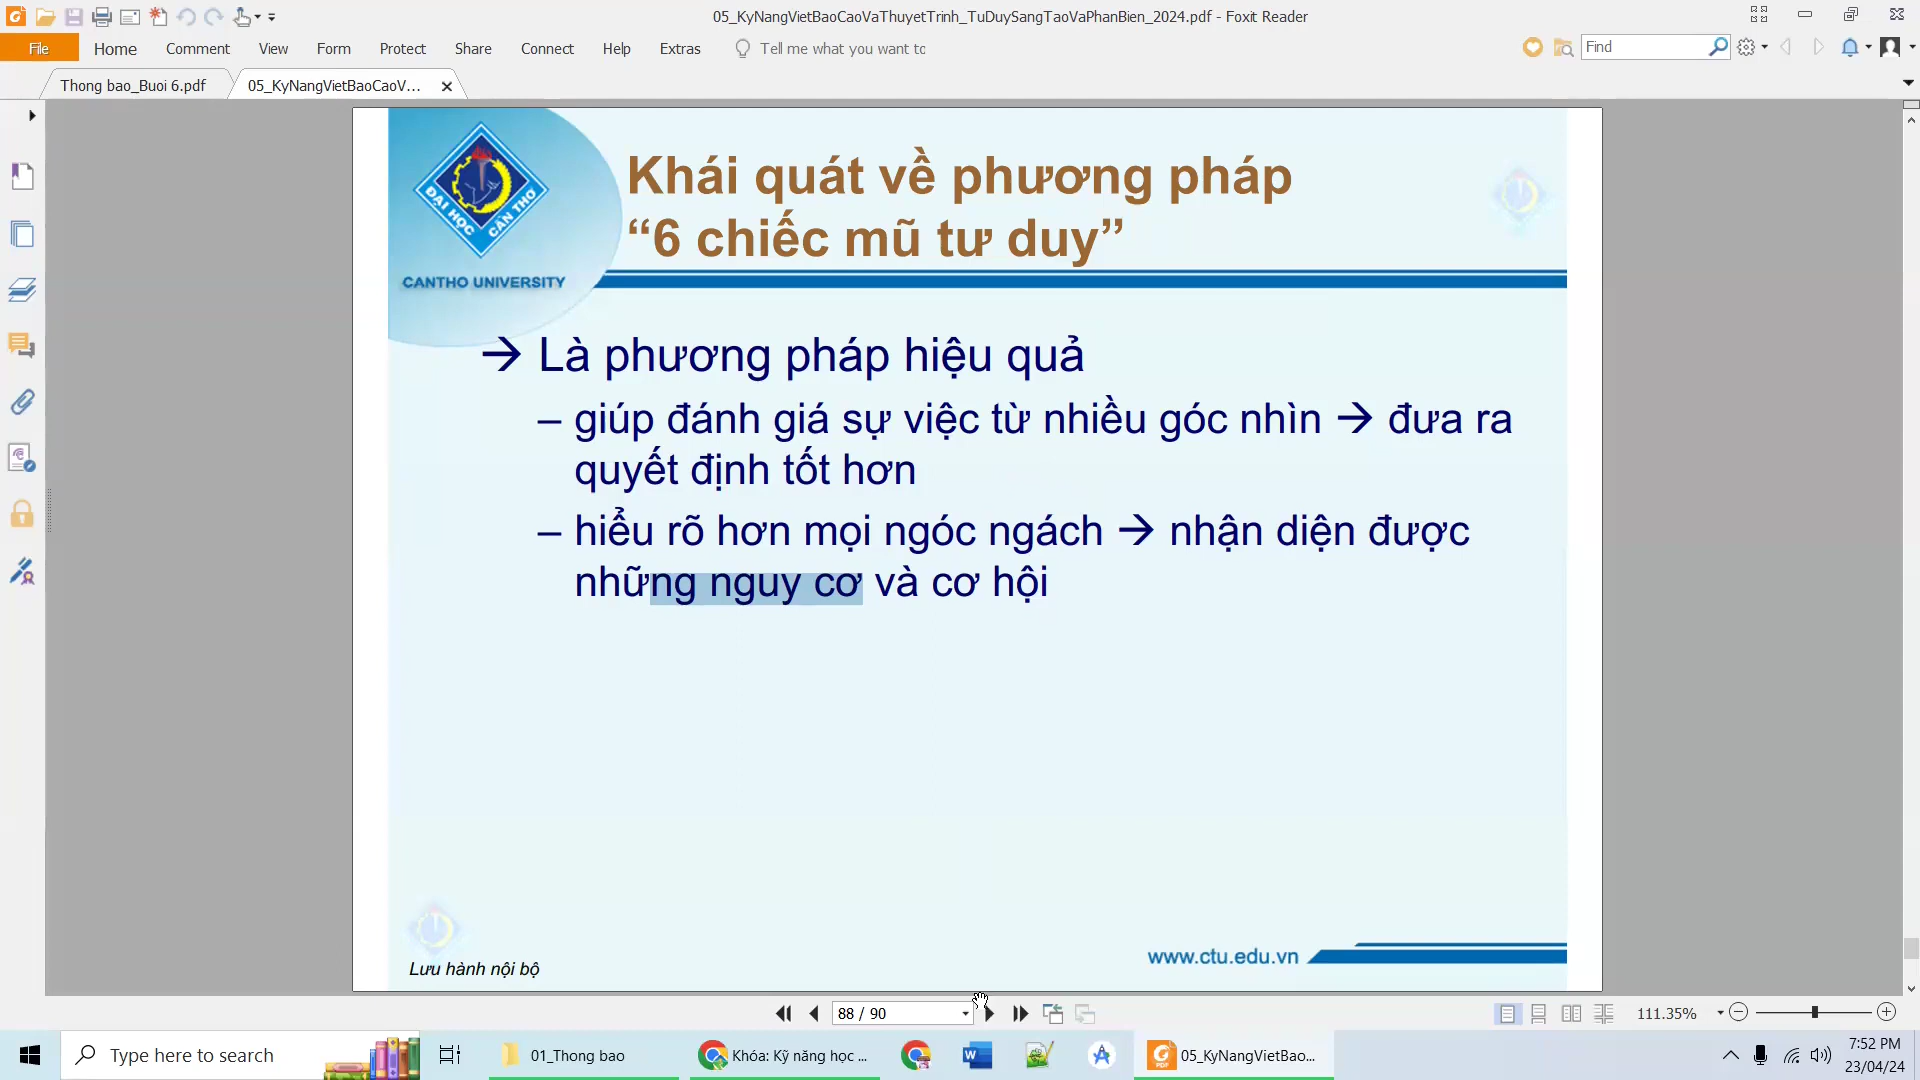 05_KyNangVietBaoCaoVaThuyetTrinh_TuDuySangTaoVaPhanBien_2024.pdf - Foxit Reader
File Home Comment View Form Protect Share Connect Help Extras Tell me what you want to Find
Thong bao_Buoi 6.pdf 05_KyNangVietBaoCaoV...
ĐẠI HỌC CẦN THƠ
CANTHO UNIVERSITY
Khái quát về phương pháp
“6 chiếc mũ tư duy”
→ Là phương pháp hiệu quả
– giúp đánh giá sự việc từ nhiều góc nhìn → đưa ra
quyết định tốt hơn
– hiểu rõ hơn mọi ngóc ngách → nhận diện được
những nguy cơ và cơ hội
www.ctu.edu.vn
Lưu hành nội bộ
88 / 90 111.35%
Type here to search 01_Thong bao Khóa: Kỹ năng học ... 05_KyNangVietBao... 7:52 PM
23/04/24